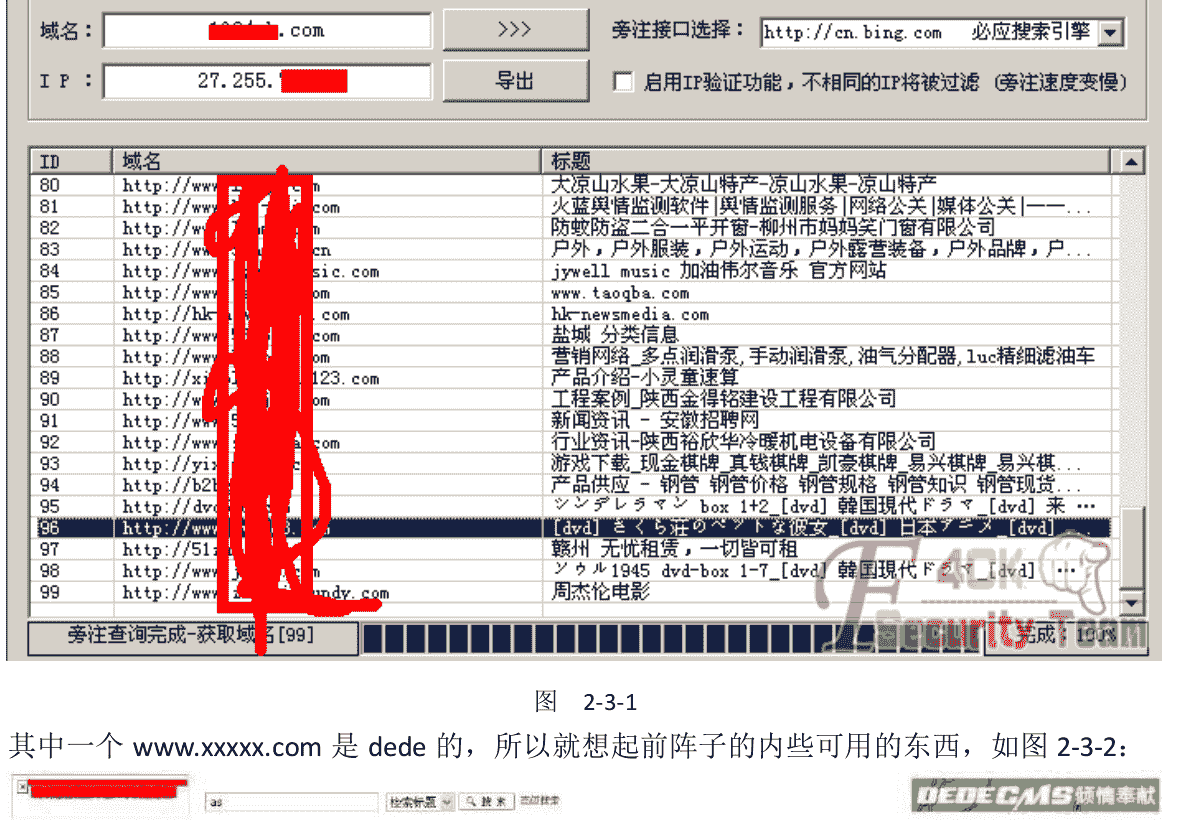 域名： .com >>> 旁注接口选择： http://cn.bing.com 必应搜索引擎
I P ： 27.255. 导出 启用IP验证功能，不相同的IP将被过滤 (旁注速度变慢)
ID 域名 标题
80 http://www 大凉山水果-大凉山特产-凉山水果-凉山特产
81 http://www. com 火蓝舆情监测软件|舆情监测服务|网络公关|媒体公关|一一...
82 http://www 防蚊防盗二合一平开窗-柳州市妈妈笑门窗有限公司
83 http://www cn 户外，户外服装，户外运动，户外露营装备，户外品牌，户...
84 http://www sic.com jywell music 加油伟尔音乐 官方网站
85 http://www om www.taoqba.com
86 http://hk- .com hk-newsmedia.com
87 http://www com 盐城 分类信息
88 http://www om 营销网络_多点润滑泵,手动润滑泵,油气分配器,luc精细滤油车
89 http://xi 123.com 产品介绍-小灵童速算
90 http://www om 工程案例_陕西金得铭建设工程有限公司
91 http://www 新闻资讯 - 安徽招聘网
92 http://www com 行业资讯-陕西裕欣华冷暖机电设备有限公司
93 http://yi 游戏下载_现金棋牌_真钱棋牌_凯豪棋牌_易兴棋牌_易兴棋...
94 http://b2b 产品供应 - 钢管 钢管价格 钢管规格 钢管知识 钢管现货...
95 http://dvd シンデレラマン box 1+2_[dvd] 韓国現代ドラマ_[dvd] 来 …
96 http://www [dvd] さくら荘のペットな彼女_[dvd] 日本アニメ_[dvd] ...
97 http://51 赣州 无忧租赁，一切皆可租
98 http://www ソウル1945 dvd-box 1-7_[dvd] 韓国現代ドラマ_[dvd] …
99 http://www undy.com 周杰伦电影
旁注查询完成-获取域名[99] 完成：100%
F4CK Security Team
图 2-3-1
其中一个 www.xxxxx.com 是 dede 的，所以就想起前阵子的内些可用的东西，如图 2-3-2：
as 检索标题 搜索 高级搜索 DEDECMS倾情奉献